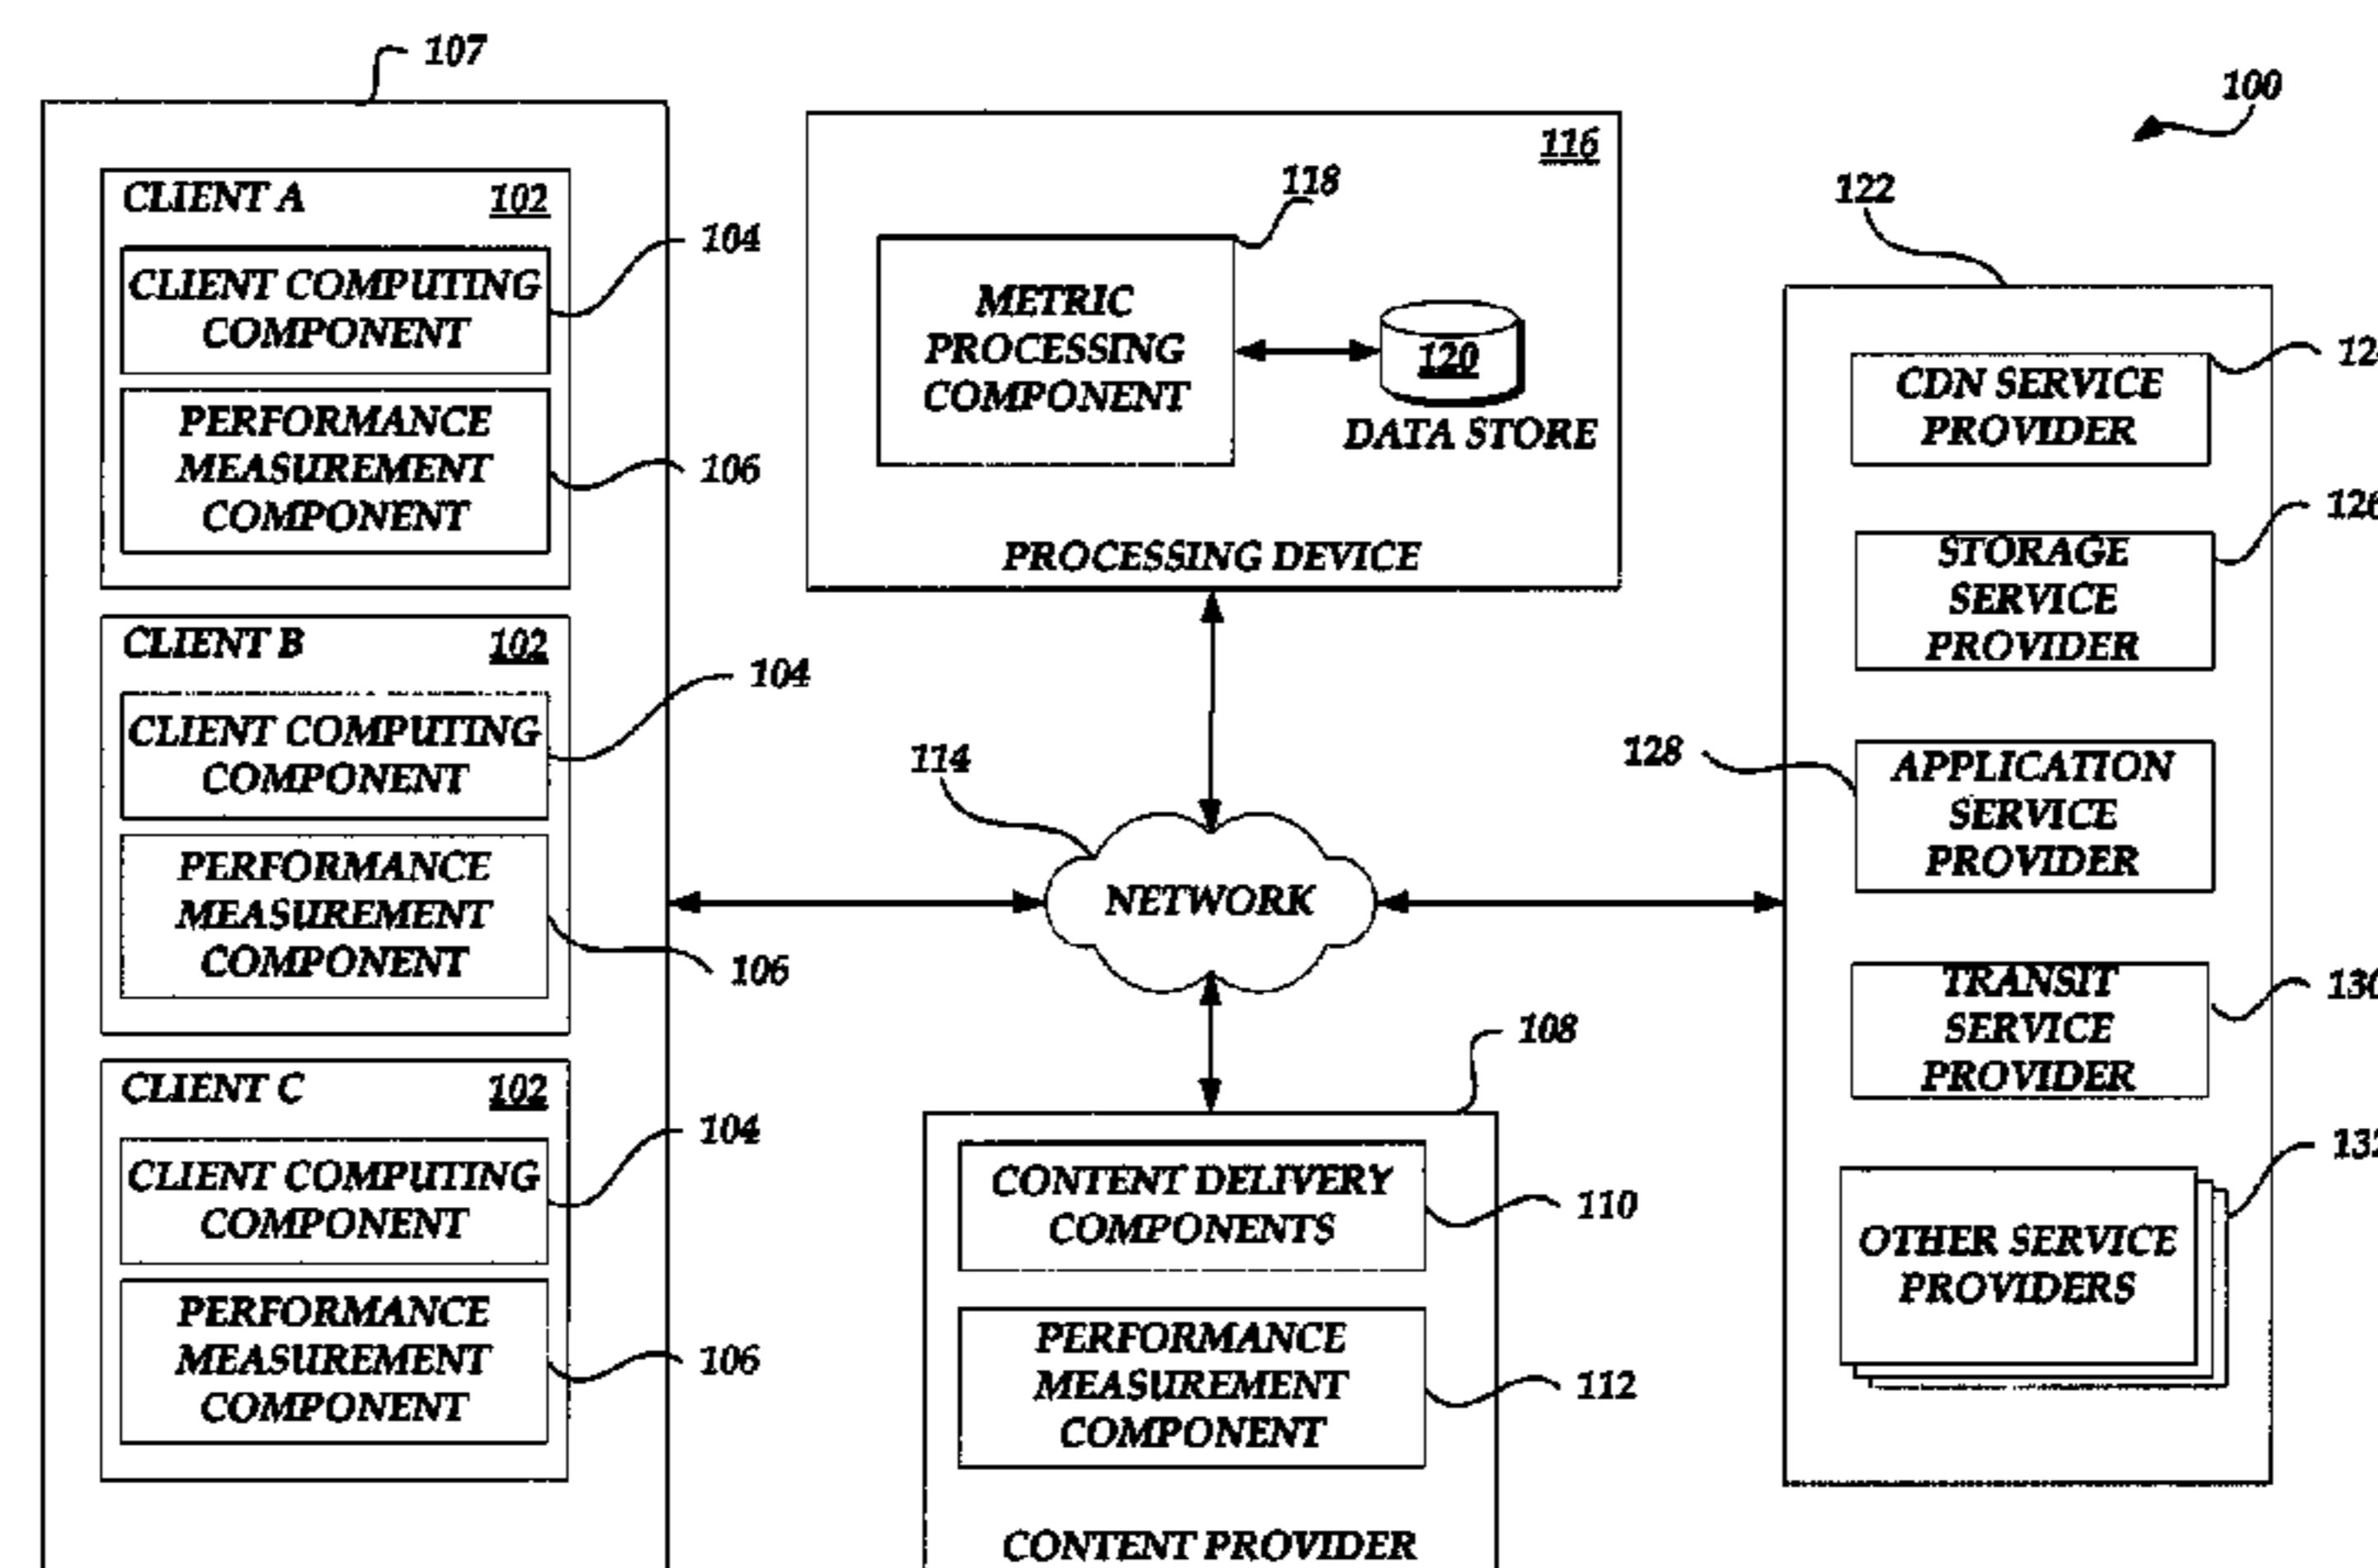 107
CLIENT A 102
CLIENT COMPUTING
COMPONENT
104
PERFORMANCE
MEASUREMENT
COMPONENT
106
CLIENT B 102
CLIENT COMPUTING
COMPONENT
104
PERFORMANCE
MEASUREMENT
COMPONENT
106
CLIENT C 102
CLIENT COMPUTING
COMPONENT
104
PERFORMANCE
MEASUREMENT
COMPONENT
106
116
118
METRIC
PROCESSING
COMPONENT
120
DATA STORE
PROCESSING DEVICE
114
NETWORK
108
CONTENT DELIVERY
COMPONENTS
110
PERFORMANCE
MEASUREMENT
COMPONENT
112
CONTENT PROVIDER
100
122
CDN SERVICE
PROVIDER
STORAGE
SERVICE
PROVIDER
126
128
APPLICATION
SERVICE
PROVIDER
TRANSIT
SERVICE
PROVIDER
130
OTHER SERVICE
PROVIDERS
132